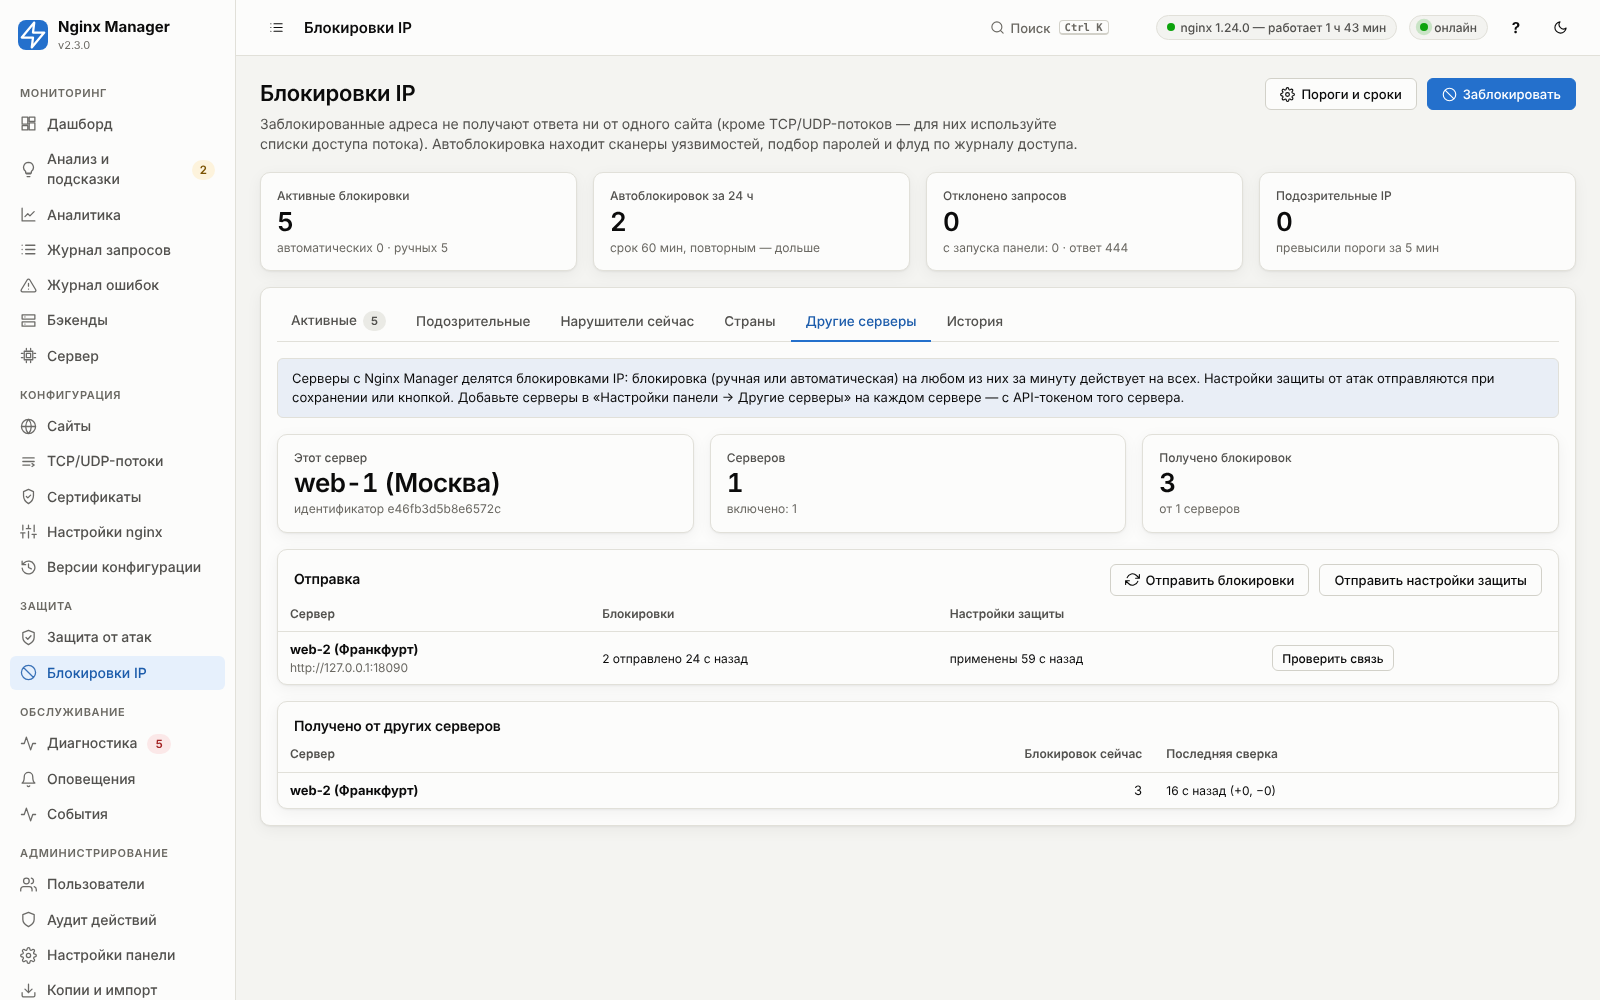 Nginx Manager
v2.3.0
МОНИТОРИНГ
Дашборд
Анализ и
подсказки
2
Аналитика
Журнал запросов
Журнал ошибок
Бэкенды
Сервер
КОНФИГУРАЦИЯ
Сайты
TCP/UDP-потоки
Сертификаты
Настройки nginx
Версии конфигурации
ЗАЩИТА
Защита от атак
Блокировки IP
ОБСЛУЖИВАНИЕ
Диагностика 5
Оповещения
События
АДМИНИСТРИРОВАНИЕ
Пользователи
Аудит действий
Настройки панели
Копии и импорт
Блокировки IP
Поиск Ctrl K
nginx 1.24.0 — работает 1 ч 43 мин
онлайн
?
Блокировки IP
Пороги и сроки
Заблокировать
Заблокированные адреса не получают ответа ни от одного сайта (кроме TCP/UDP-потоков — для них используйте
списки доступа потока). Автоблокировка находит сканеры уязвимостей, подбор паролей и флуд по журналу доступа.
Активные блокировки
5
автоматических 0 · ручных 5
Автоблокировок за 24 ч
2
срок 60 мин, повторным — дольше
Отклонено запросов
0
с запуска панели: 0 · ответ 444
Подозрительные IP
0
превысили пороги за 5 мин
Активные 5 Подозрительные Нарушители сейчас Страны Другие серверы История
Серверы с Nginx Manager делятся блокировками IP: блокировка (ручная или автоматическая) на любом из них за минуту действует на всех. Настройки защиты от атак отправляются при
сохранении или кнопкой. Добавьте серверы в «Настройки панели → Другие серверы» на каждом сервере — с API-токеном того сервера.
Этот сервер
web-1 (Москва)
идентификатор e46fb3d5b8e6572c
Серверов
1
включено: 1
Получено блокировок
3
от 1 серверов
Отправка
Отправить блокировки
Отправить настройки защиты
Сервер Блокировки Настройки защиты
web-2 (Франкфурт)
http://127.0.0.1:18090
2 отправлено 24 с назад
применены 59 с назад
Проверить связь
Получено от других серверов
Сервер Блокировок сейчас Последняя сверка
web-2 (Франкфурт) 3 16 с назад (+0, −0)